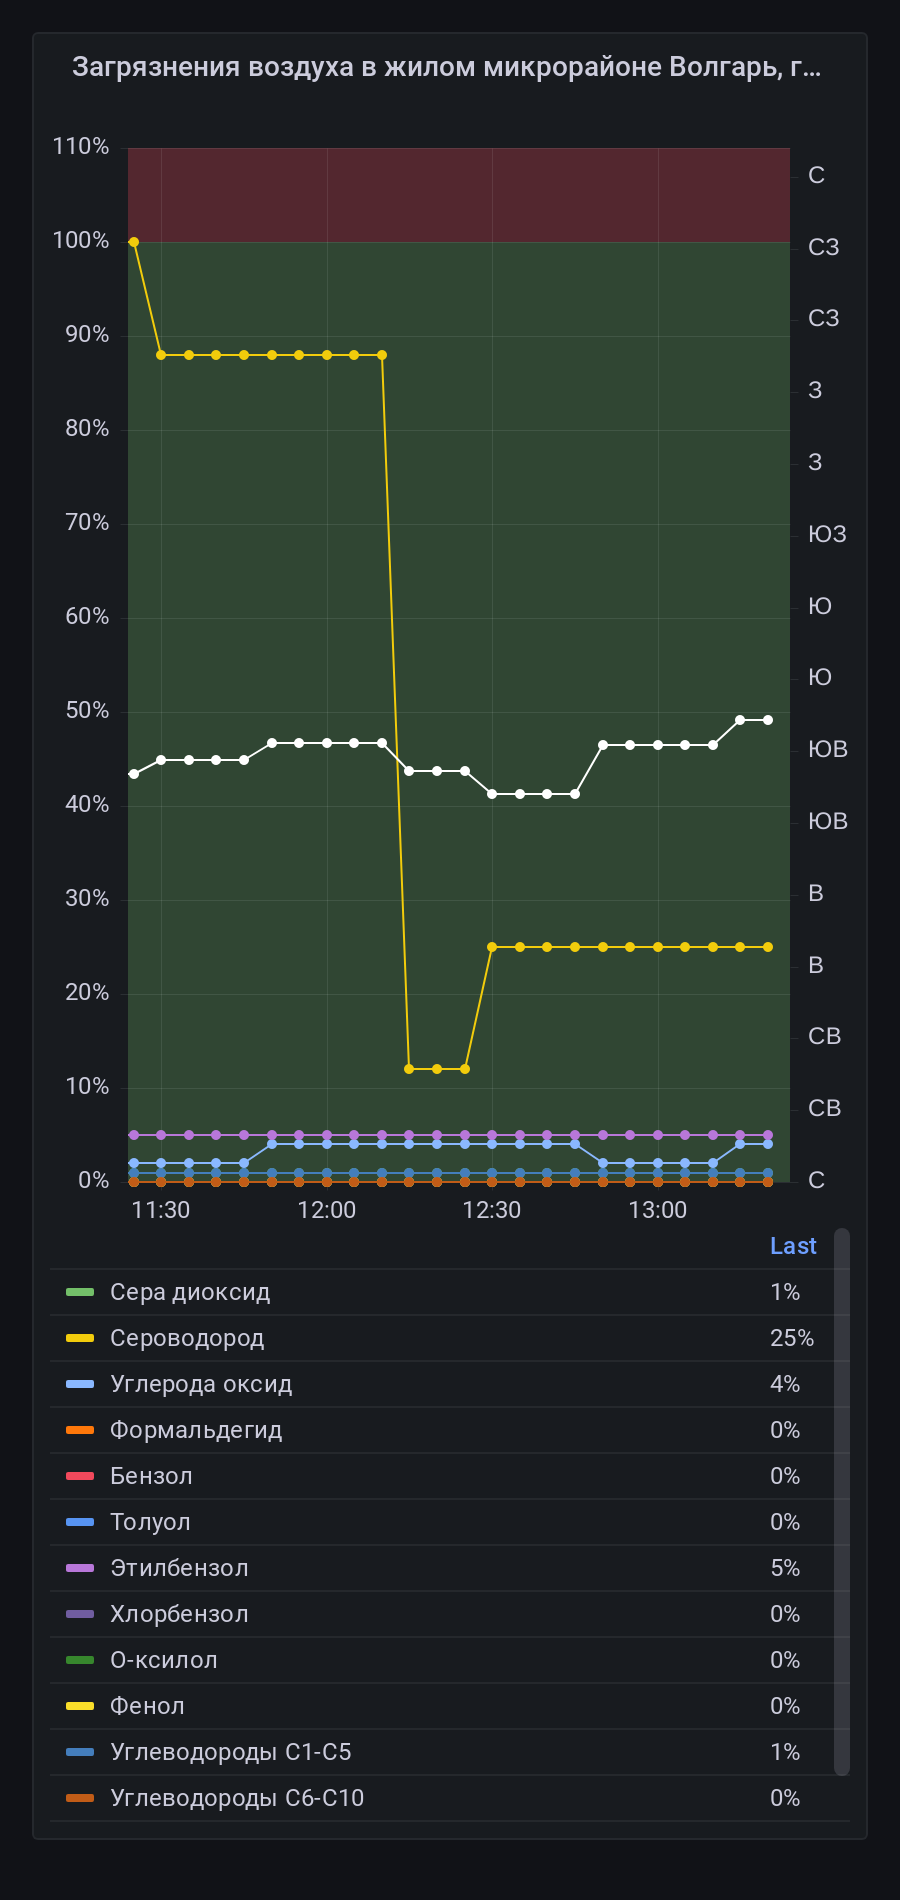 Загрязнения воздуха в жилом микрорайоне Волгарь, г...
110%
С
100%
СЗ
90%
СЗ
80%
З
70%
З
60%
ЮЗ
50%
Ю
40%
Ю
30%
ЮВ
20%
ЮВ
10%
В
0%
В
СВ
СВ
С
11:30 12:00 12:30 13:00
Last
Сера диоксид 1%
Сероводород 25%
Углерода оксид 4%
Формальдегид 0%
Бензол 0%
Толуол 0%
Этилбензол 5%
Хлорбензол 0%
О-ксилол 0%
Фенол 0%
Углеводороды С1-С5 1%
Углеводороды С6-С10 0%